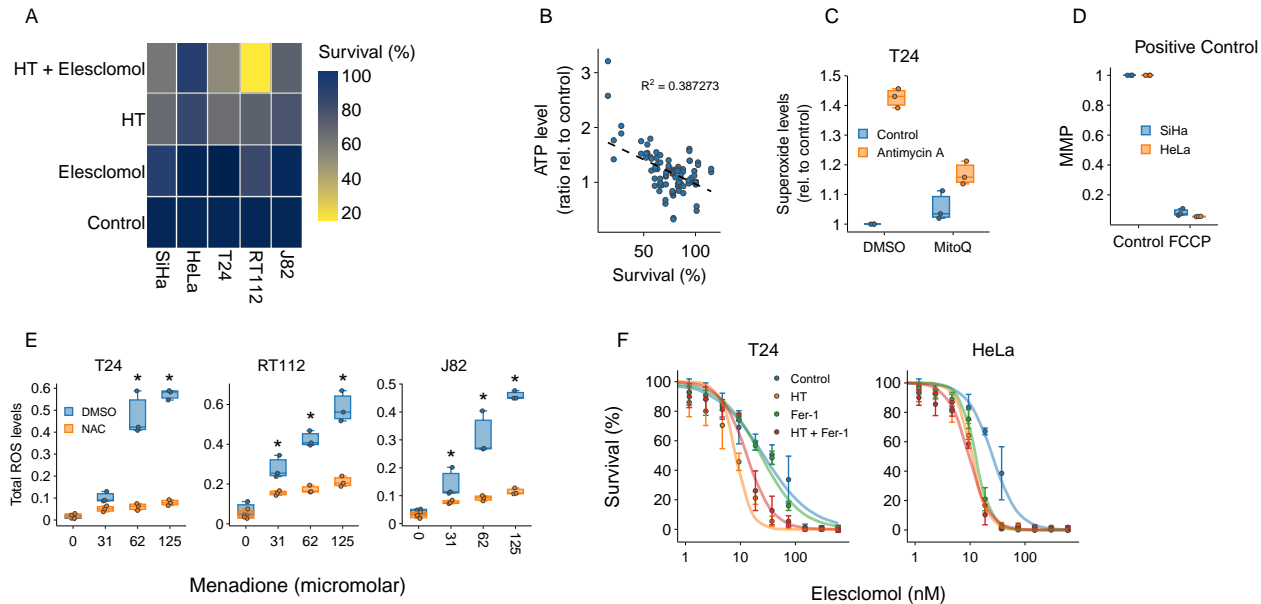 A
HT + Elesclomol
HT
Elesclomol
Control
SiHa
HeLa
T24
RT112
J82
Survival (%)
100
80
60
40
20
B
ATP level
(ratio rel. to control)
3
2
1
R² = 0.387273
50
100
Survival (%)
C
T24
Superoxide levels
(rel. to control)
1.5
1.4
1.3
1.2
1.1
1
Control
Antimycin A
DMSO
MitoQ
D
Positive Control
MMP
1
0.8
0.6
0.4
0.2
SiHa
HeLa
Control FCCP
E
Total ROS levels
T24
0.6
0.5
0.4
0.3
0.2
0.1
0
DMSO
NAC
* *
0 31 62 125
RT112
0.6
0.4
0.2
0
* * *
0 31 62 125
J82
0.5
0.4
0.3
0.2
0.1
0
* * *
0 31 62 125
Menadione (micromolar)
F
Survival (%)
T24
100
80
60
40
20
0
Control
HT
Fer-1
HT + Fer-1
1 10 100
HeLa
100
80
60
40
20
0
1 10 100
Elesclomol (nM)